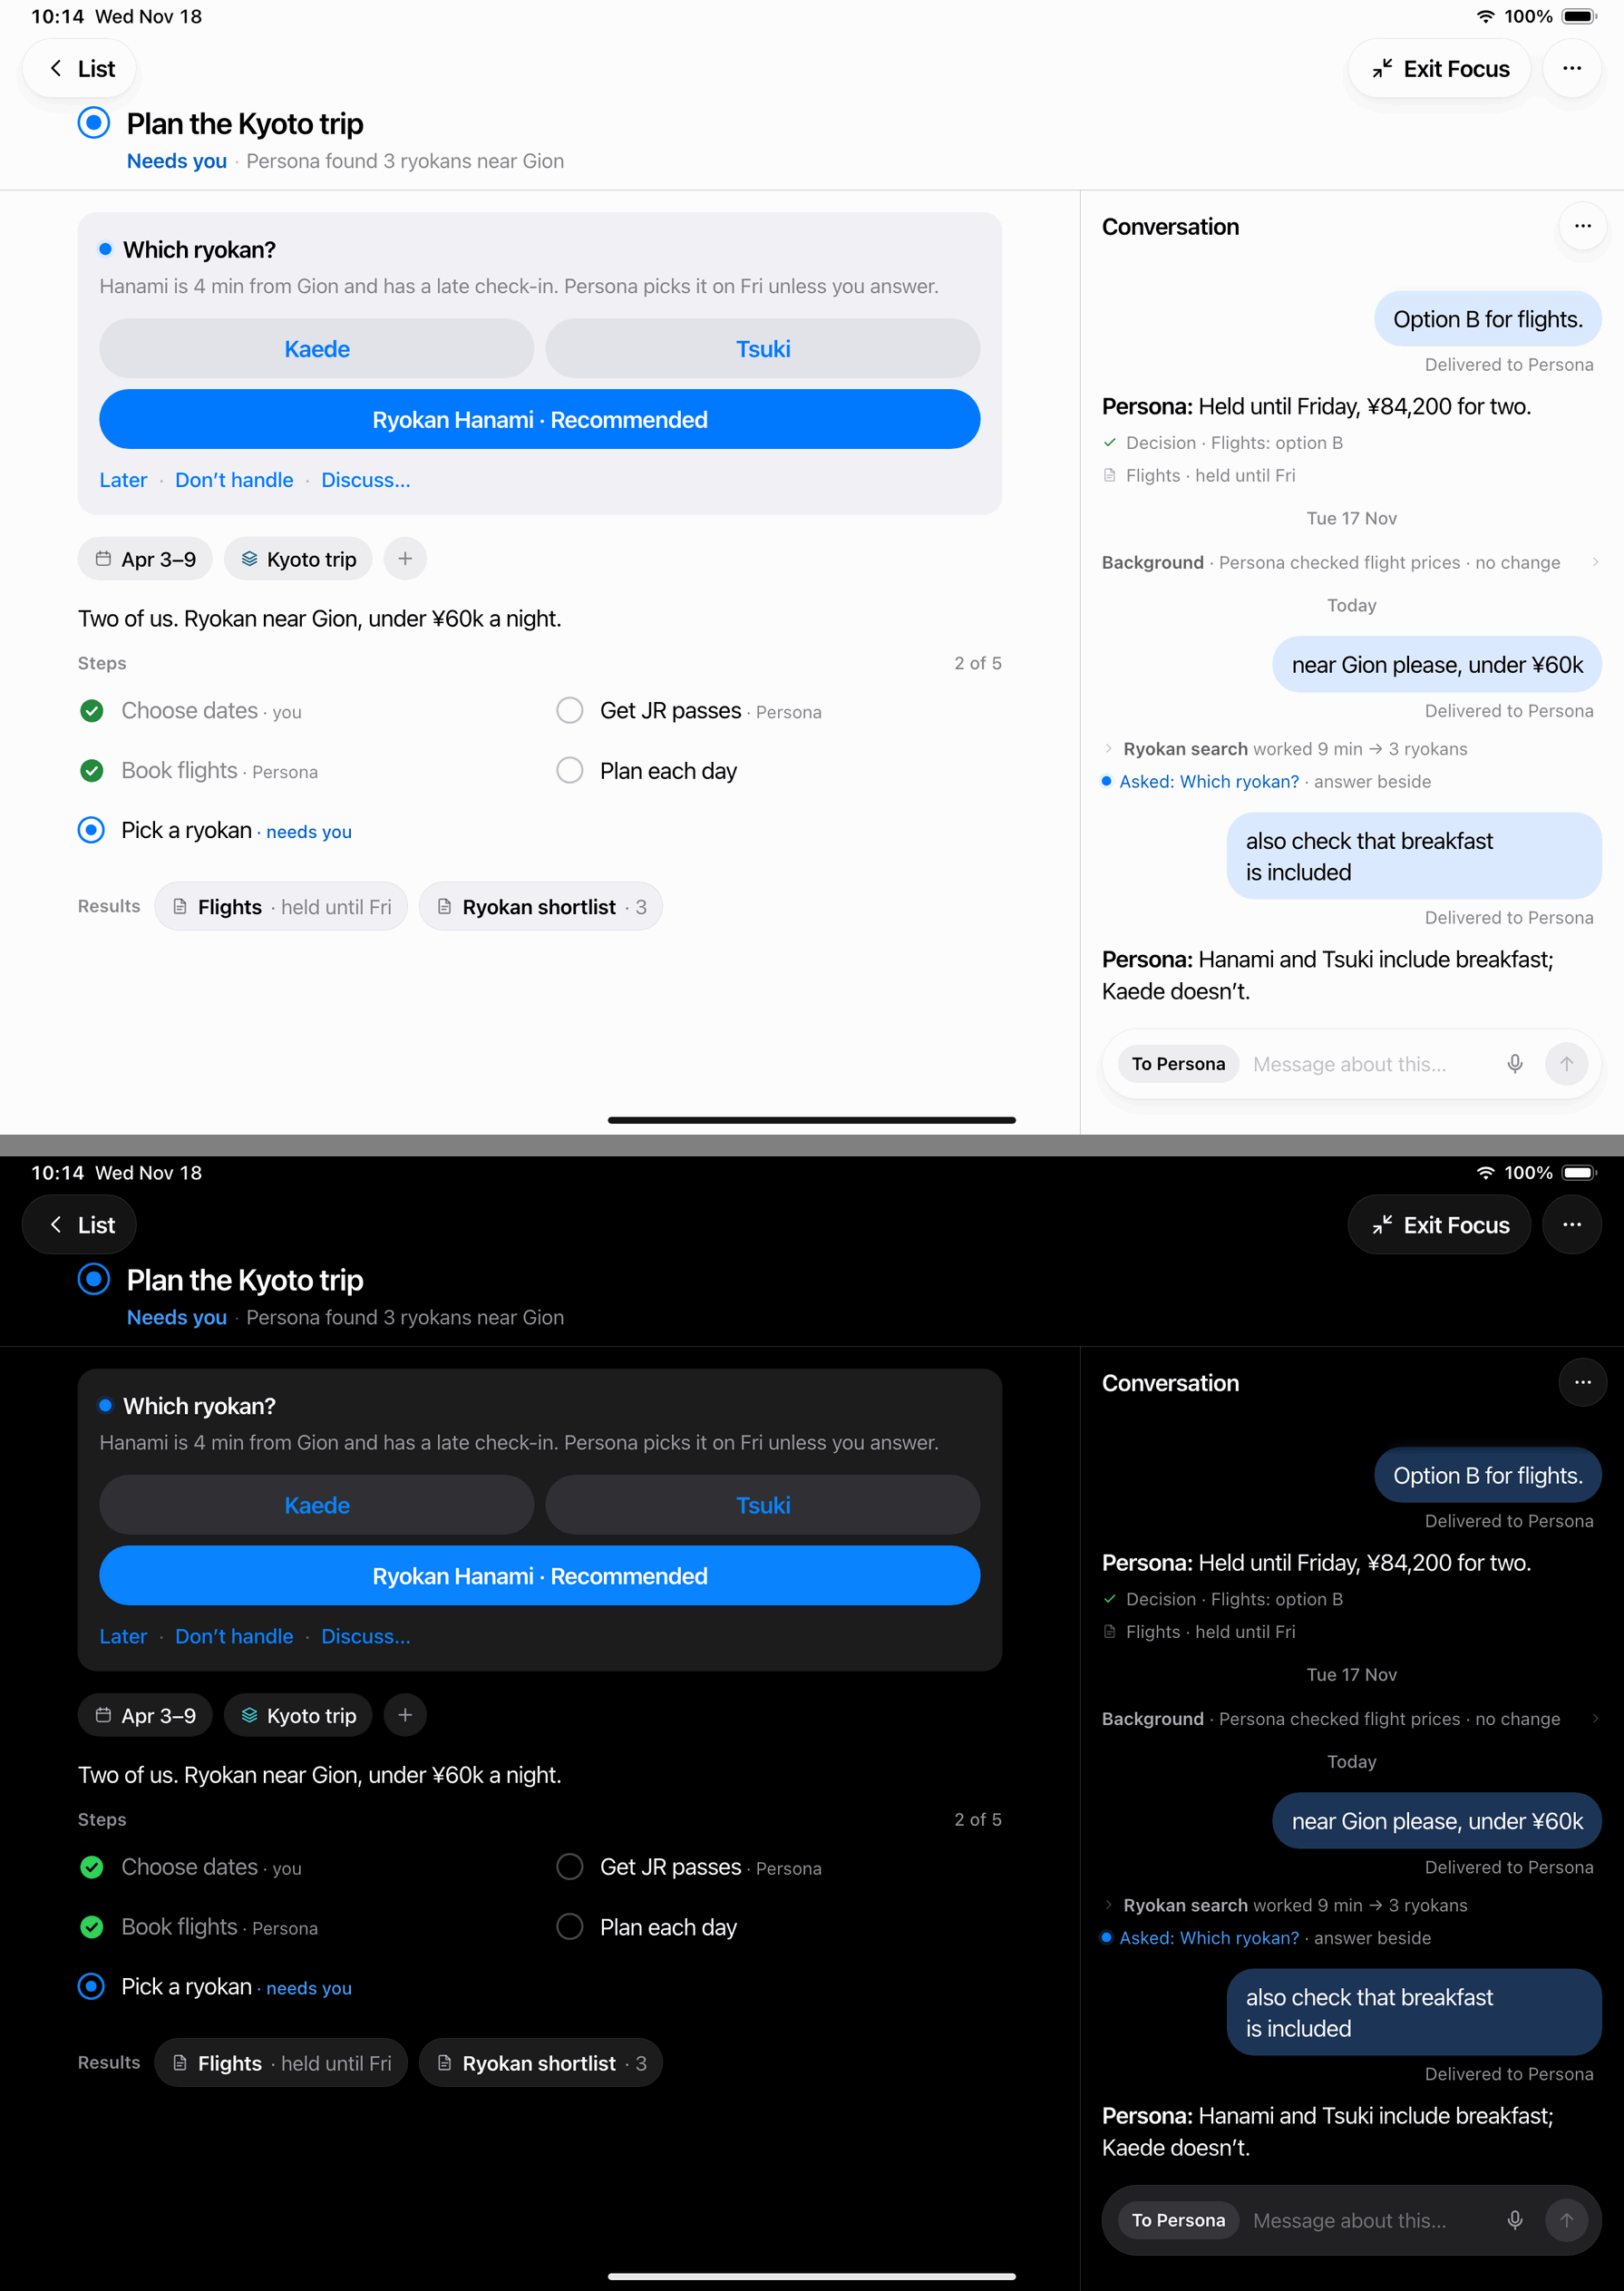 10:14 Wed Nov 18
100%
List
Exit Focus
Plan the Kyoto trip
Needs you · Persona found 3 ryokans near Gion
Which ryokan?
Hanami is 4 min from Gion and has a late check-in. Persona picks it on Fri unless you answer.
Kaede
Tsuki
Ryokan Hanami · Recommended
Later · Don’t handle · Discuss...
Apr 3–9
Kyoto trip
Two of us. Ryokan near Gion, under ¥60k a night.
Steps
2 of 5
Choose dates · you
Get JR passes · Persona
Book flights · Persona
Plan each day
Pick a ryokan · needs you
Results
Flights · held until Fri
Ryokan shortlist · 3
Conversation
Option B for flights.
Delivered to Persona
Persona: Held until Friday, ¥84,200 for two.
Decision · Flights: option B
Flights · held until Fri
Tue 17 Nov
Background · Persona checked flight prices · no change
Today
near Gion please, under ¥60k
Delivered to Persona
Ryokan search worked 9 min → 3 ryokans
Asked: Which ryokan? · answer beside
also check that breakfast
is included
Delivered to Persona
Persona: Hanami and Tsuki include breakfast;
Kaede doesn’t.
To Persona
Message about this...
10:14 Wed Nov 18
100%
List
Exit Focus
Plan the Kyoto trip
Needs you · Persona found 3 ryokans near Gion
Which ryokan?
Hanami is 4 min from Gion and has a late check-in. Persona picks it on Fri unless you answer.
Kaede
Tsuki
Ryokan Hanami · Recommended
Later · Don’t handle · Discuss...
Apr 3–9
Kyoto trip
Two of us. Ryokan near Gion, under ¥60k a night.
Steps
2 of 5
Choose dates · you
Get JR passes · Persona
Book flights · Persona
Plan each day
Pick a ryokan · needs you
Results
Flights · held until Fri
Ryokan shortlist · 3
Conversation
Option B for flights.
Delivered to Persona
Persona: Held until Friday, ¥84,200 for two.
Decision · Flights: option B
Flights · held until Fri
Tue 17 Nov
Background · Persona checked flight prices · no change
Today
near Gion please, under ¥60k
Delivered to Persona
Ryokan search worked 9 min → 3 ryokans
Asked: Which ryokan? · answer beside
also check that breakfast
is included
Delivered to Persona
Persona: Hanami and Tsuki include breakfast;
Kaede doesn’t.
To Persona
Message about this...